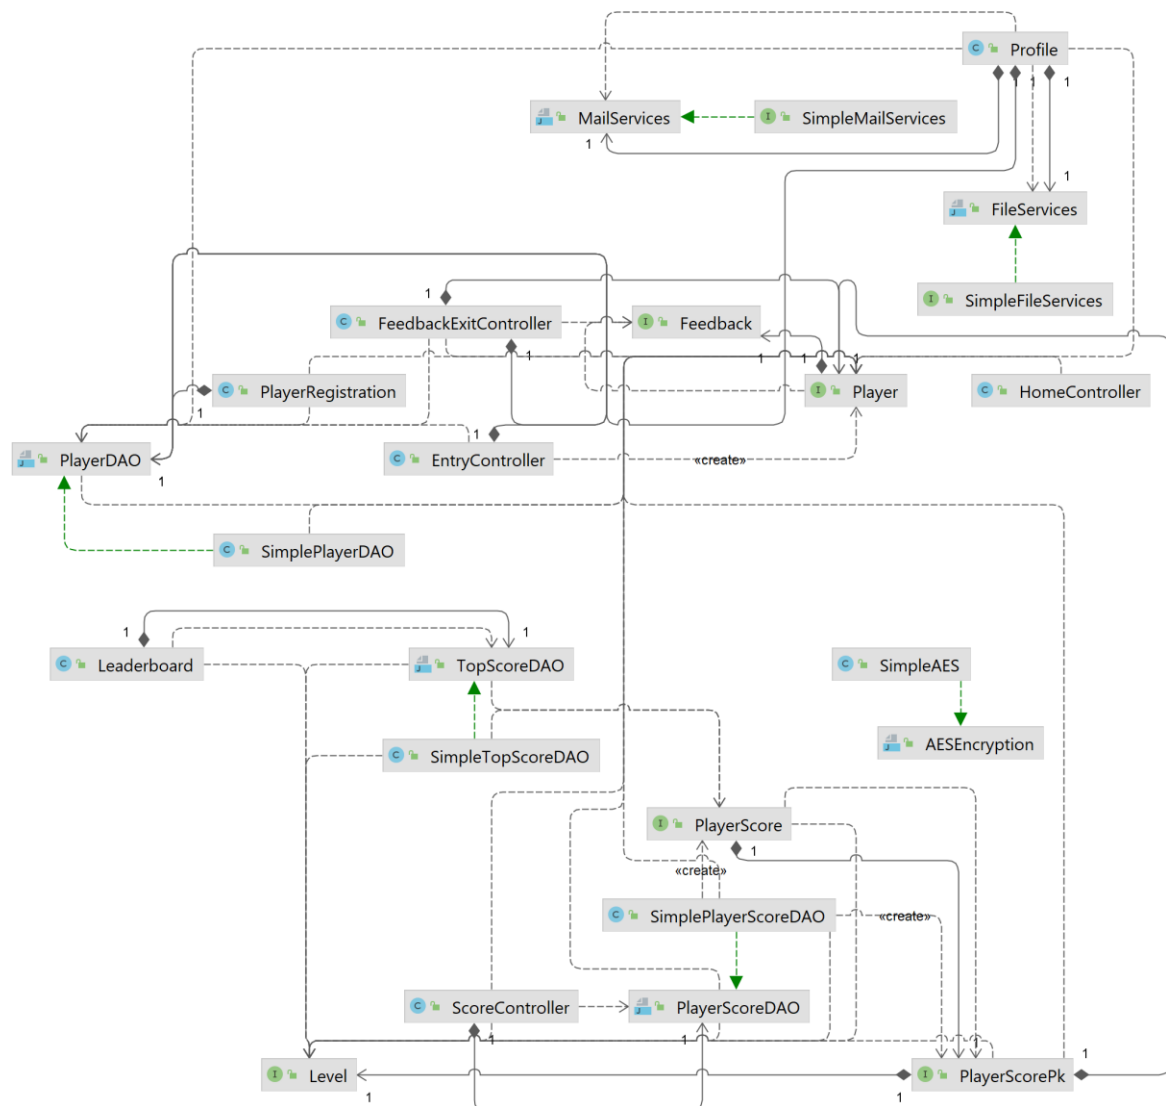 Profile
1
1
1
MailServices
SimpleMailServices
1
1
FileServices
SimpleFileServices
1
FeedbackExitController
Feedback
1
1
1
1
PlayerRegistration
Player
HomeController
1
1
PlayerDAO
EntryController
«create»
1
SimplePlayerDAO
1
1
Leaderboard
TopScoreDAO
SimpleAES
SimpleTopScoreDAO
AESEncryption
PlayerScore
1
«create»
SimplePlayerScoreDAO
«create»
ScoreController
PlayerScoreDAO
1
1
1
1
Level
PlayerScorePk
1
1